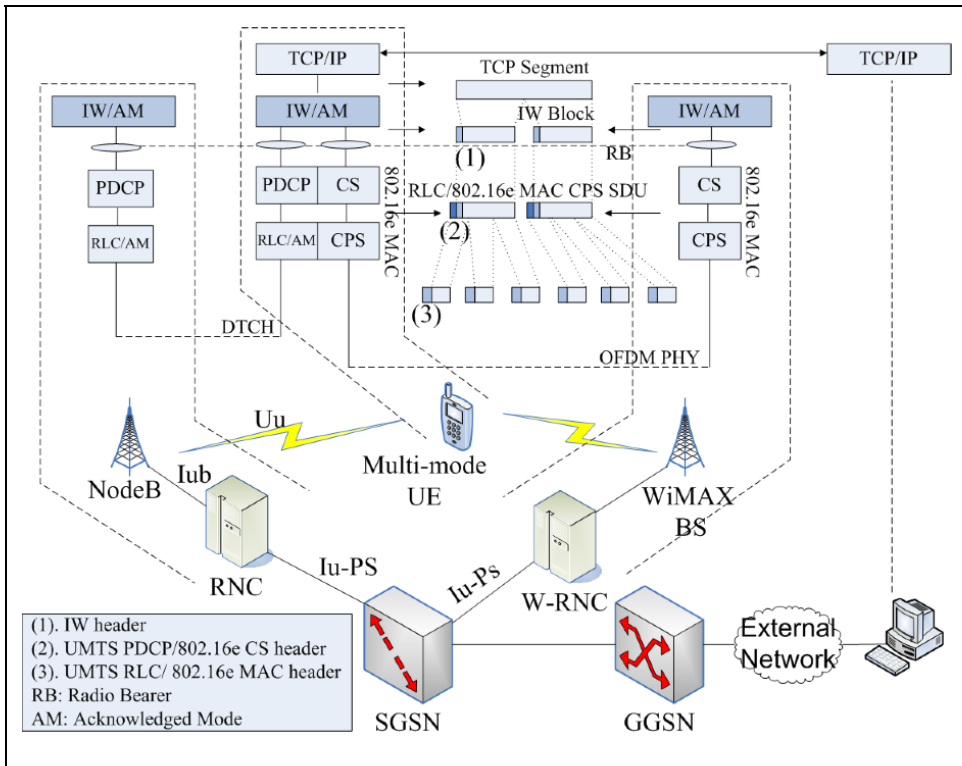 TCP/IP
TCP/IP
TCP Segment
IW/AM
IW/AM
IW Block
IW/AM
(1)
RB
PDCP
PDCP
CS
802.16e MAC
RLC/802.16e MAC CPS SDU
CS
802.16e MAC
RLC/AM
RLC/AM
CPS
(2)
CPS
(3)
DTCH
OFDM PHY
Uu
NodeB
Iub
Multi-mode
UE
WiMAX
BS
RNC
Iu-PS
Iu-Ps
W-RNC
External
Network
SGSN
GGSN
(1). IW header
(2). UMTS PDCP/802.16e CS header
(3). UMTS RLC/ 802.16e MAC header
RB: Radio Bearer
AM: Acknowledged Mode